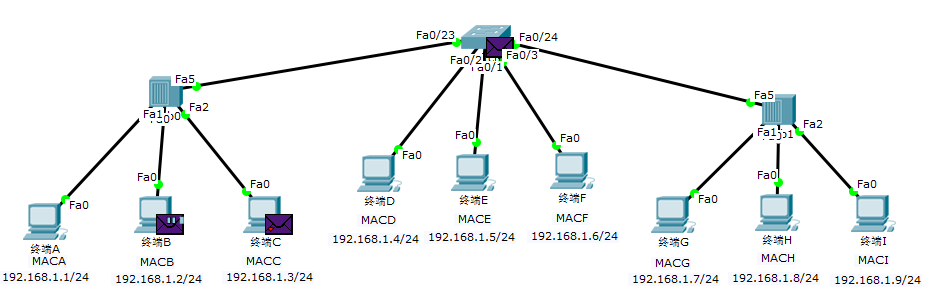 Fa0/23
Fa0/24
Fa0/3
Fa0/2
Fa0/1
Fa5
Fa1
Fa2
Fa5
Fa1
Fa2
Fa0
Fa0
Fa0
Fa0
Fa0
Fa0
Fa0
Fa0
Fa0
终端A
MACA
192.168.1.1/24
终端B
MACB
192.168.1.2/24
终端C
MACC
192.168.1.3/24
终端D
MACD
192.168.1.4/24
终端E
MACE
192.168.1.5/24
终端F
MACF
192.168.1.6/24
终端G
MACG
192.168.1.7/24
终端H
MACH
192.168.1.8/24
终端I
MACI
192.168.1.9/24